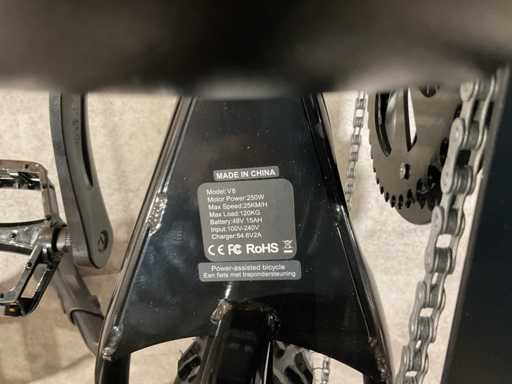 MADE IN CHINA
Model:V8
Motor Power:250W
Max Speed:25KM/H
Max Load:120KG
Battery:48V 15AH
Input:100V-240V
Charger:54.6V2A
CE FC RoHS
Power-assisted bicycle
Een fiets met trapondersteuning